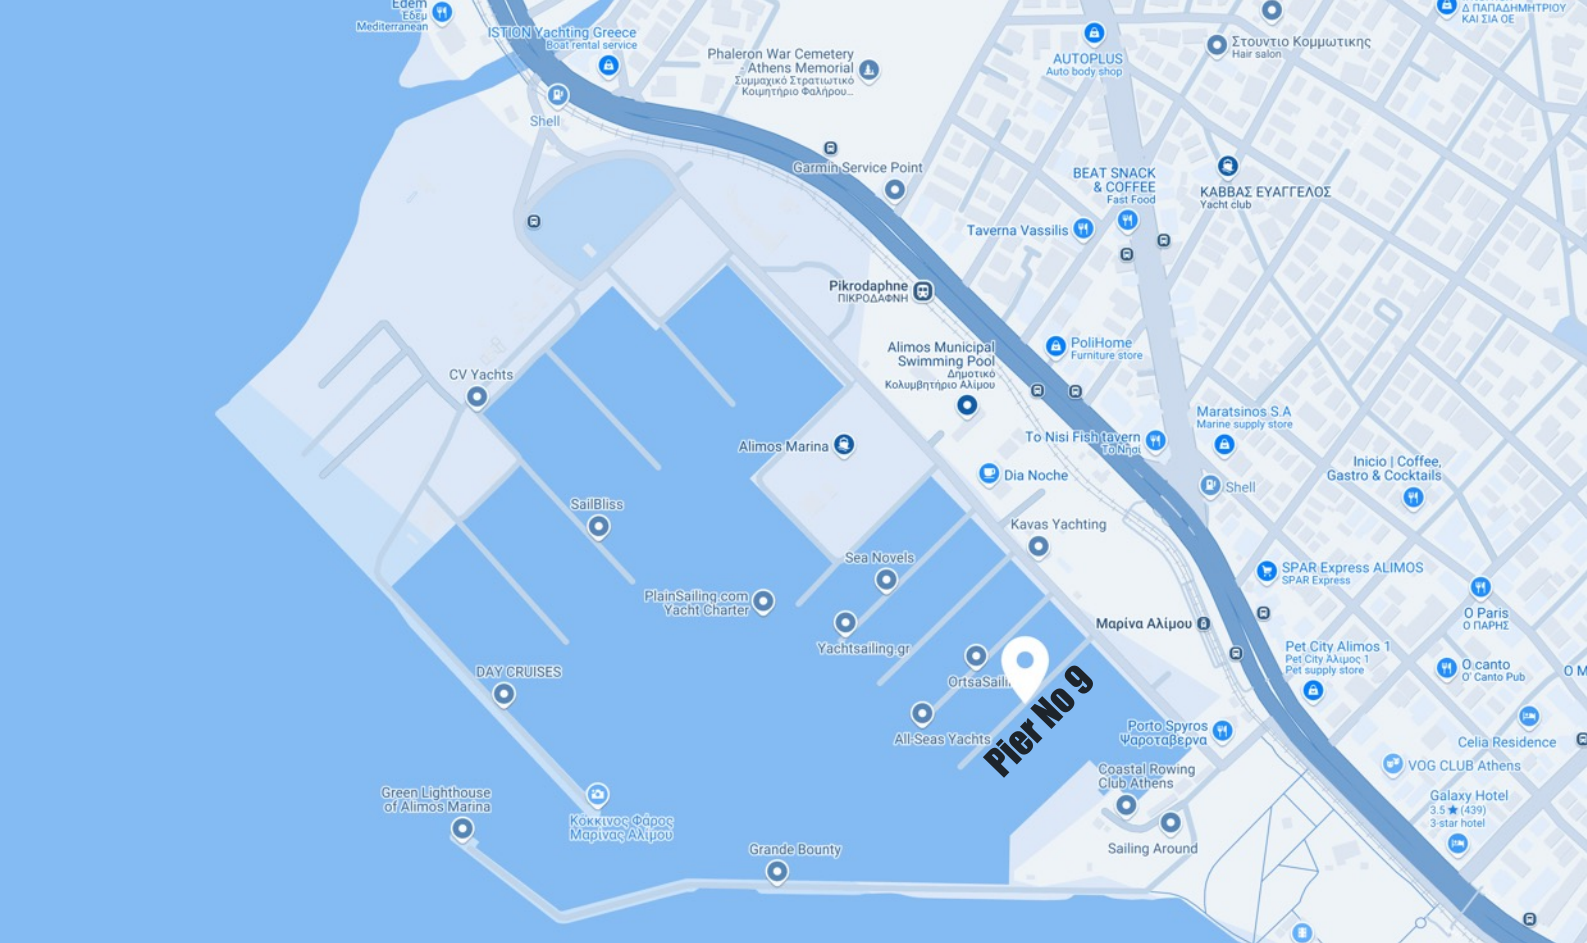 Edem
Εδέμ
Mediterranean
ISTION Yachting Greece
Boat rental service
Shell
Phaleron War Cemetery
- Athens Memorial
Συμμαχικό Στρατιωτικό
Κοιμητήριο Φαλήρου...
AUTOPLUS
Auto body shop
Στουντιο Κομμωτικης
Hair salon
Δ ΠΑΠΑΔΗΜΗΤΡΙΟΥ
ΚΑΙ ΣΙΑ ΟΕ
Garmin Service Point
BEAT SNACK
& COFFEE
Fast Food
ΚΑΒΒΑΣ ΕΥΑΓΓΕΛΟΣ
Yacht club
Taverna Vassilis
Pikrodaphne
ΠΙΚΡΟΔΑΦΝΗ
Alimos Municipal
Swimming Pool
Δημοτικό
Κολυμβητήριο Αλίμου
PoliHome
Furniture store
CV Yachts
Alimos Marina
To Nisi Fish tavern
Το Νησί
Maratsinos S.A
Marine supply store
Dia Noche
Shell
Inicio | Coffee,
Gastro & Cocktails
SailBliss
Kavas Yachting
Sea Novels
PlainSailing.com
Yacht Charter
Yachtsailing.gr
SPAR Express ALIMOS
SPAR Express
O Paris
Ο ΠΑΡΗΣ
Μαρίνα Αλίμου
Pet City Alimos 1
Pet City Άλιμος 1
Pet supply store
O canto
O' Canto Pub
O M
DAY CRUISES
OrtsaSaili
Pier No 9
All-Seas Yachts
Porto Spyros
Ψαροταβέρνα
Celia Residence
VOG CLUB Athens
Coastal Rowing
Club Athens
Galaxy Hotel
3.5★(439)
3-star hotel
Green Lighthouse
of Alimos Marina
Κόκκινος Φάρος
Μαρίνας Αλίμου
Grande Bounty
Sailing Around